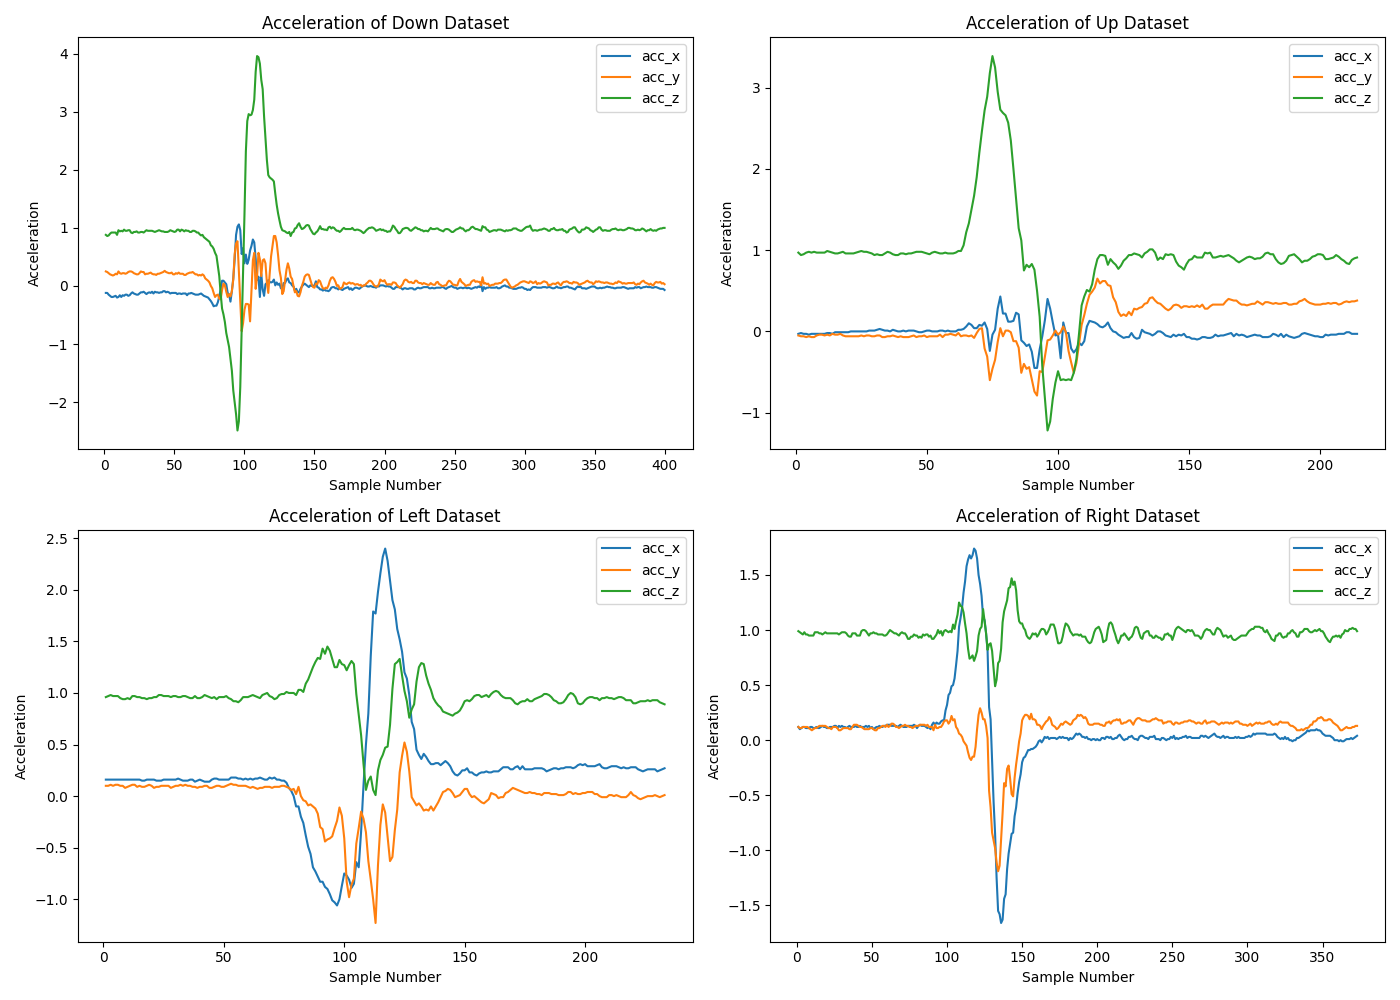 Acceleration of Down Dataset
acc_x
acc_y
acc_z
4
3
2
1
0
−1
−2
Acceleration
0 50 100 150 200 250 300 350 400
Sample Number
Acceleration of Up Dataset
acc_x
acc_y
acc_z
3
2
1
0
−1
Acceleration
0 50 100 150 200
Sample Number
Acceleration of Left Dataset
acc_x
acc_y
acc_z
2.5
2.0
1.5
1.0
0.5
0.0
−0.5
−1.0
Acceleration
0 50 100 150 200
Sample Number
Acceleration of Right Dataset
acc_x
acc_y
acc_z
1.5
1.0
0.5
0.0
−0.5
−1.0
−1.5
Acceleration
0 50 100 150 200 250 300 350
Sample Number